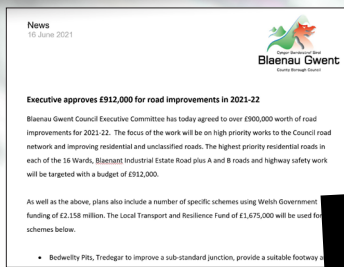 News
16 June 2021
Cyngor Bwrdeistref Sirol
Blaenau Gwent
County Borough Council
Executive approves £912,000 for road improvements in 2021-22
Blaenau Gwent Council Executive Committee has today agreed to over £900,000 worth of road
improvements for 2021-22. The focus of the work will be on high priority works to the Council road
network and improving residential and unclassified roads. The highest priority residential roads in
each of the 16 Wards, Blaenant Industrial Estate Road plus A and B roads and highway safety work
will be targeted with a budget of £912,000.
As well as the above, plans also include a number of specific schemes using Welsh Government
funding of £2.158 million. The Local Transport and Resilience Fund of £1,675,000 will be used for
schemes below.
• Bedwellty Pits, Tredegar to improve a sub-standard junction, provide a suitable footway a